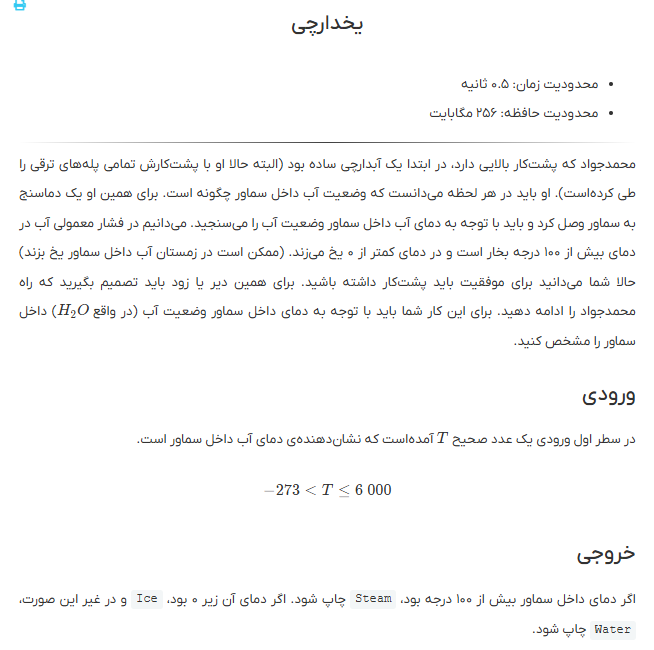 یخدارچی
محدودیت زمان: ۰.۵ ثانیه
محدودیت حافظه: ۲۵۶ مگابایت
محمدجواد که پشت‌کار بالایی دارد، در ابتدا یک آبدارچی ساده بود (البته حالا او با پشت‌کارش تمامی پله‌های ترقی را
طی کرده‌است). او باید در هر لحظه می‌دانست که وضعیت آب داخل سماور چگونه است. برای همین او یک دماسنج
به سماور وصل کرد و باید با توجه به دمای آب داخل سماور وضعیت آب را می‌سنجید. می‌دانیم در فشار معمولی آب در
دمای بیش از ۱۰۰ درجه بخار است و در دمای کمتر از ۰ یخ می‌زند. (ممکن است در زمستان آب داخل سماور یخ بزند)
حالا شما می‌دانید برای موفقیت باید پشت‌کار داشته باشید. برای همین دیر یا زود باید تصمیم بگیرید که راه
محمدجواد را ادامه دهید. برای این کار شما باید با توجه به دمای داخل سماور وضعیت آب (در واقع H₂O) داخل
سماور را مشخص کنید.
ورودی
در سطر اول ورودی یک عدد صحیح T آمده‌است که نشان‌دهنده‌ی دمای آب داخل سماور است.
−273 < T ≤ 6 000
خروجی
اگر دمای داخل سماور بیش از ۱۰۰ درجه بود، Steam چاپ شود. اگر دمای آن زیر ۰ بود، Ice و در غیر این صورت،
Water چاپ شود.